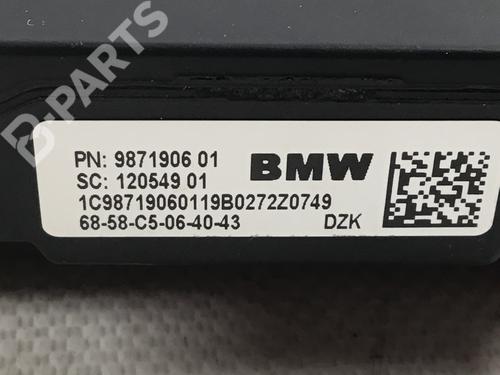 B-PARTS
PN: 9871906 01
SC: 120549 01
BMW
1C98719060119B0272Z0749
68-58-C5-06-40-43
DZK